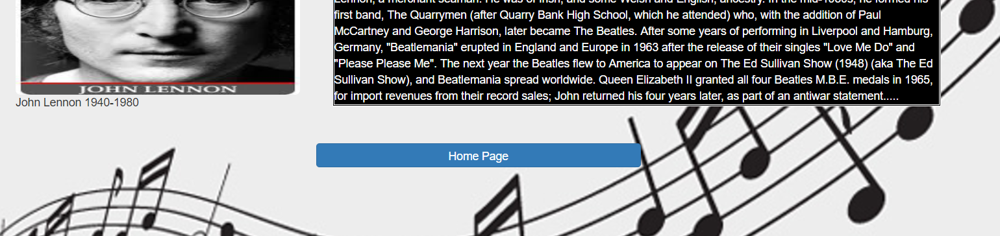 Lennon, a merchant seaman. He was of Irish, and some Welsh and English, ancestry. In the mid-1950s, he formed his
first band, The Quarrymen (after Quarry Bank High School, which he attended) who, with the addition of Paul
McCartney and George Harrison, later became The Beatles. After some years of performing in Liverpool and Hamburg,
Germany, "Beatlemania" erupted in England and Europe in 1963 after the release of their singles "Love Me Do" and
"Please Please Me". The next year the Beatles flew to America to appear on The Ed Sullivan Show (1948) (aka The Ed
Sullivan Show), and Beatlemania spread worldwide. Queen Elizabeth II granted all four Beatles M.B.E. medals in 1965,
for import revenues from their record sales; John returned his four years later, as part of an antiwar statement.....
JOHN LENNON
John Lennon 1940-1980
Home Page